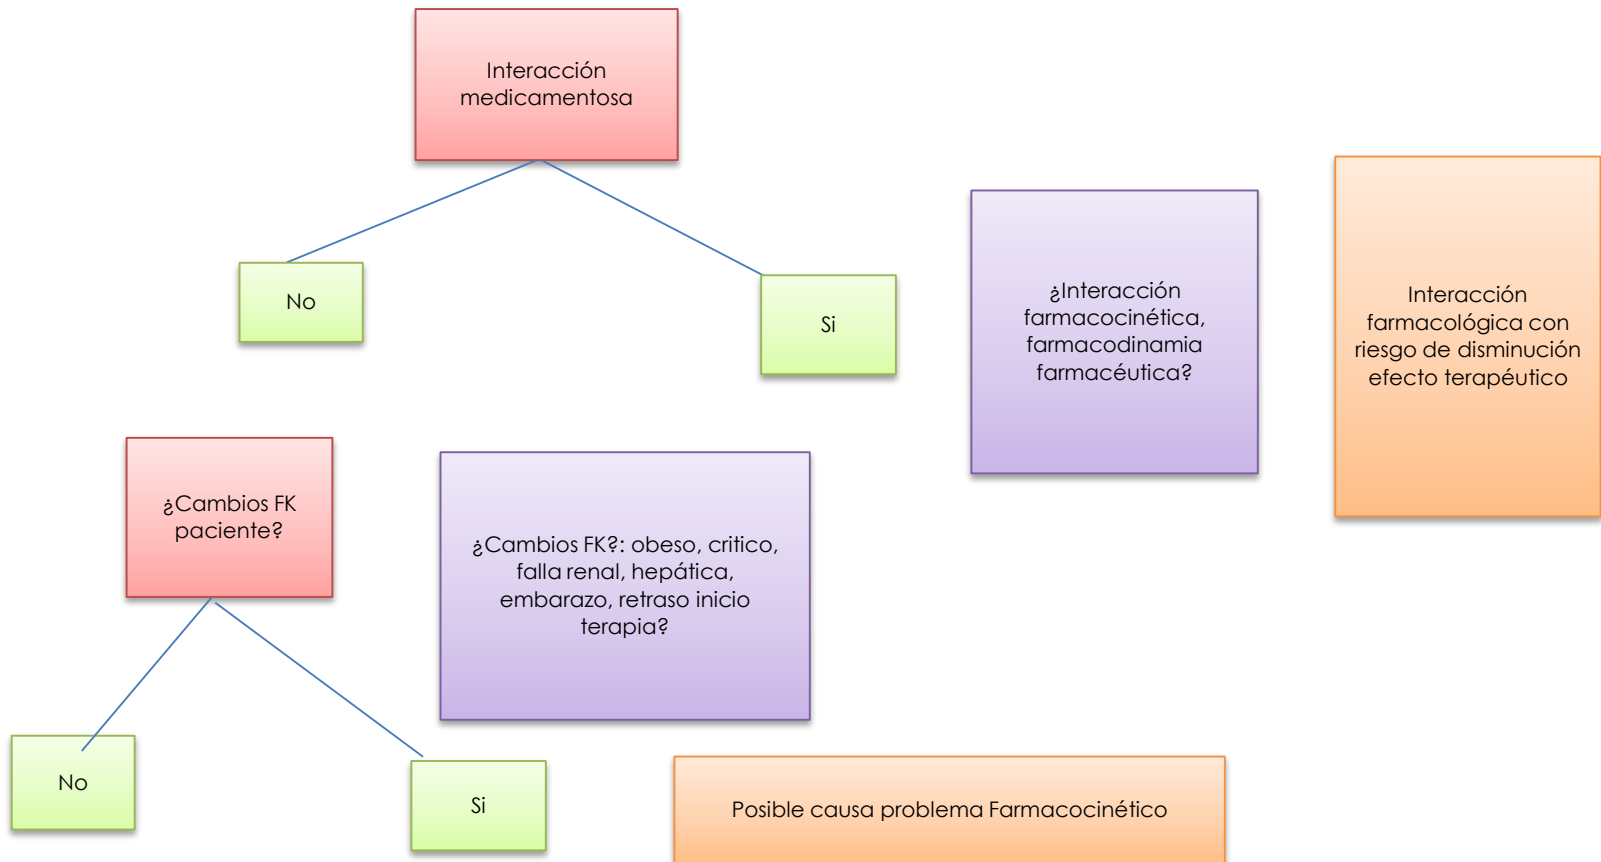 Interacción
medicamentosa
No
Si
¿Interacción
farmacocinética,
farmacodinamia
farmacéutica?
Interacción
farmacológica con
riesgo de disminución
efecto terapéutico
¿Cambios FK
paciente?
¿Cambios FK?: obeso, critico,
falla renal, hepática,
embarazo, retraso inicio
terapia?
No
Si
Posible causa problema Farmacocinético